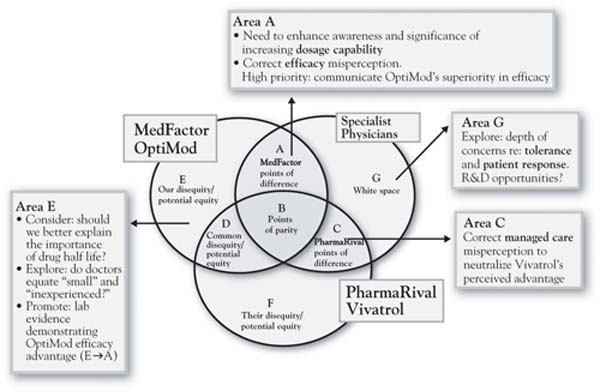 Area A
• Need to enhance awareness and significance of
increasing dosage capability
• Correct efficacy misperception.
High priority: communicate OptiMod's superiority in efficacy
MedFactor
OptiMod
Specialist
Physicians
A
MedFactor
points of
difference
E
Our disequity/
potential equity
G
White space
B
Points
of parity
D
Common
disequity/
potential
equity
C
PharmaRival
points of
difference
F
Their disequity/
potential equity
PharmaRival
Vivatrol
Area G
Explore: depth of
concerns re: tolerance
and patient response.
R&D opportunities?
Area C
Correct managed care
misperception to
neutralize Vivatrol's
perceived advantage
Area E
• Consider: should
we better explain
the importance
of drug half life?
• Explore: do doctors
equate "small" and
"inexperienced?"
• Promote: lab
evidence
demonstrating
OptiMod efficacy
advantage (E→A)